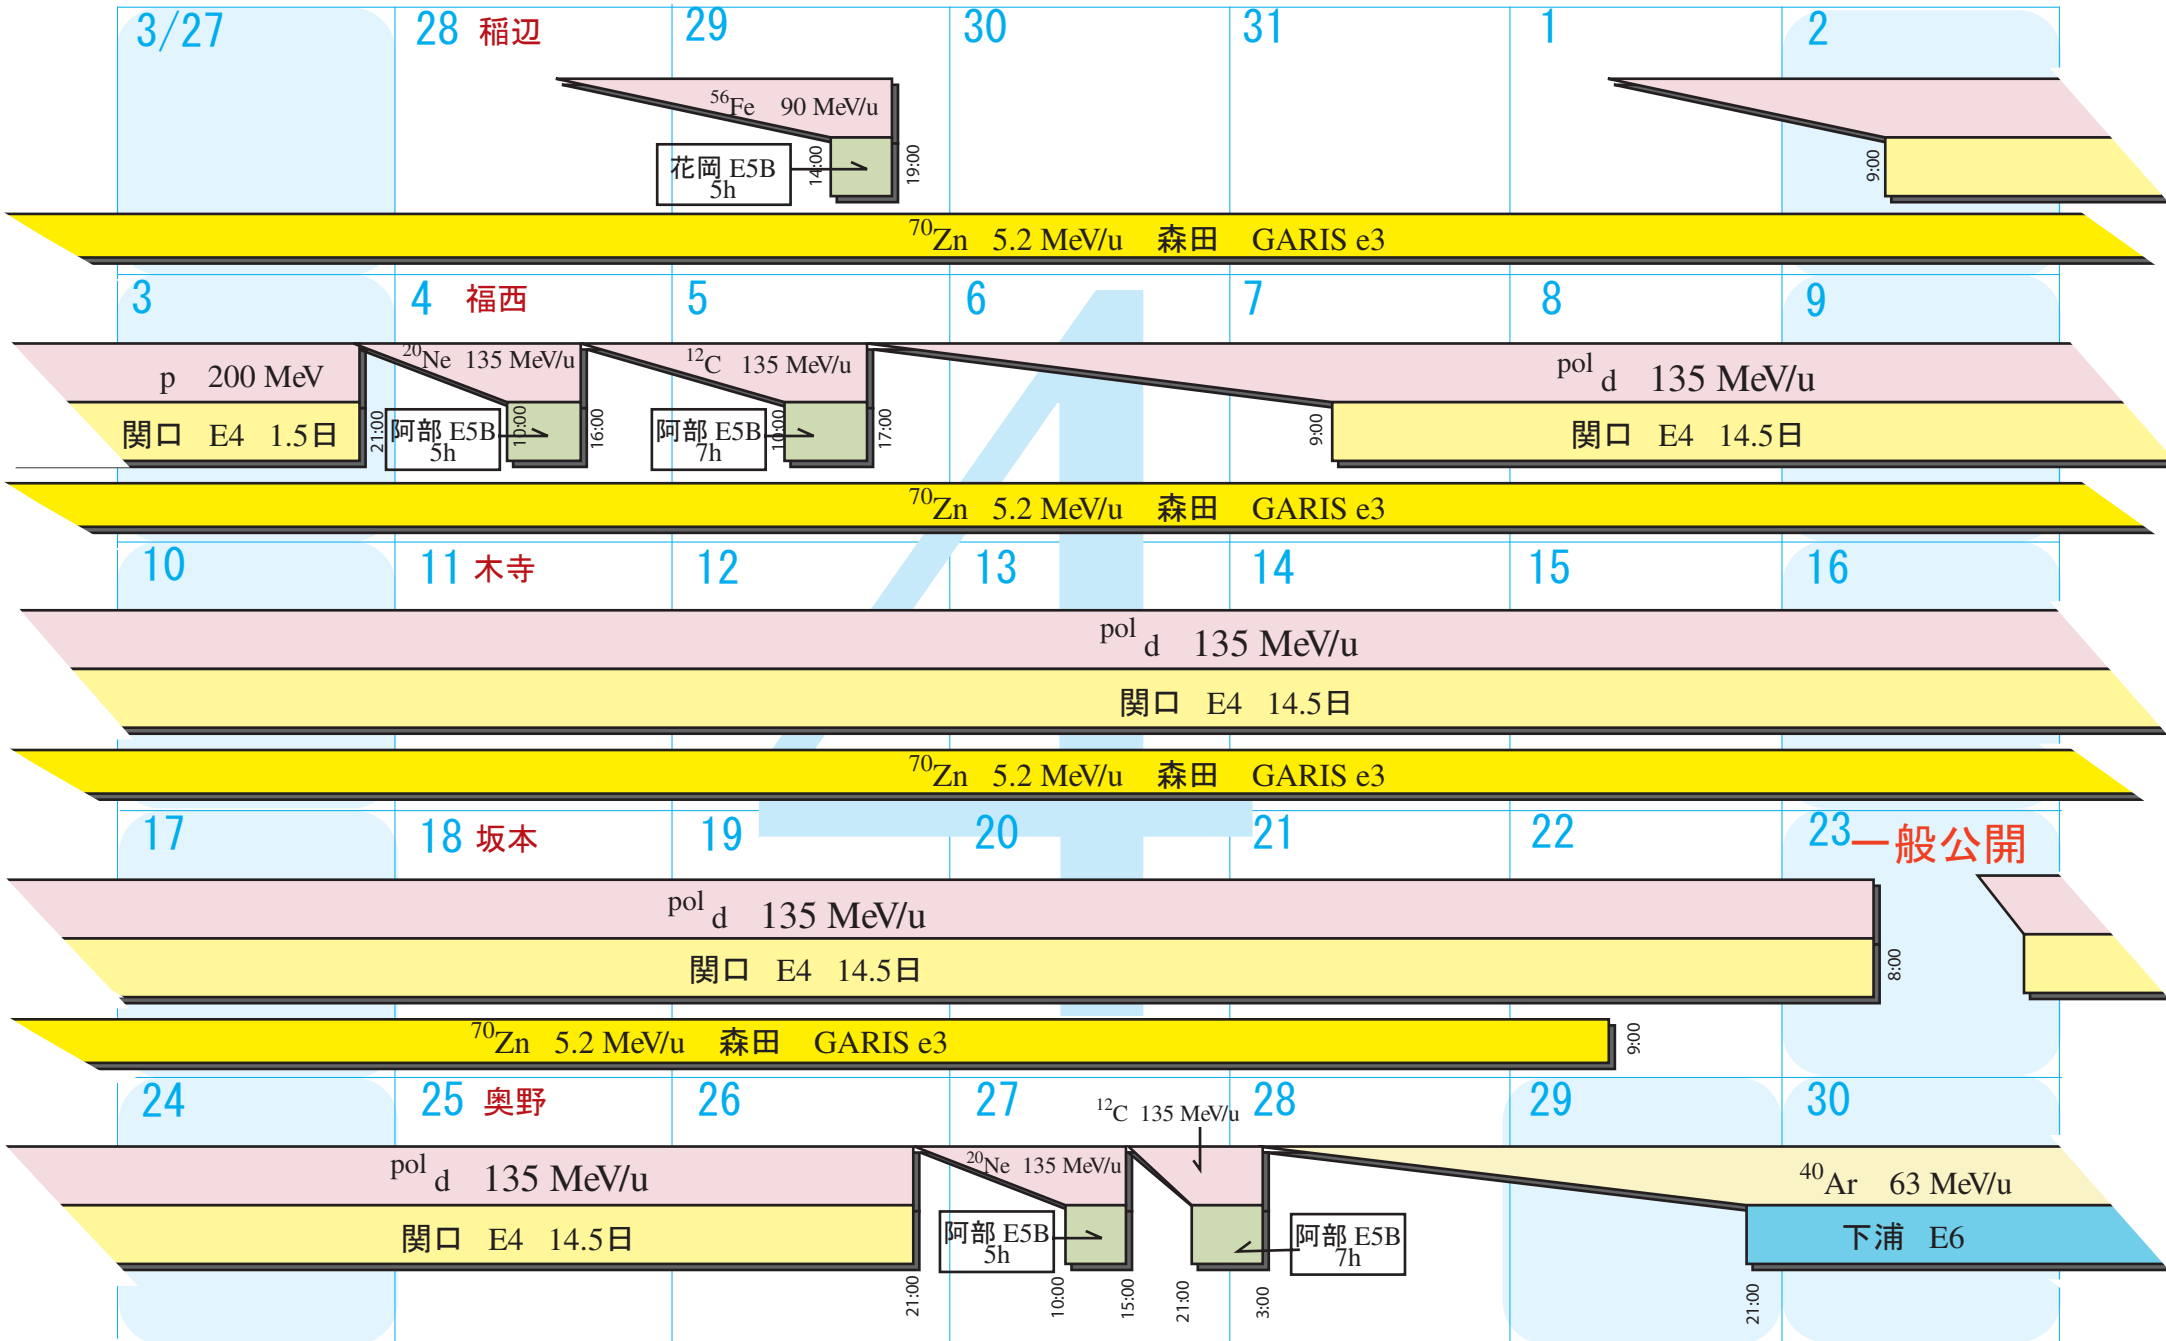 3/27 28 稲辺 29 30 31 1 2
56Fe 90 MeV/u
花岡 E5B
5h
14:00
19:00
9:00
70Zn 5.2 MeV/u 森田 GARIS e3
3 4 福西 5 6 7 8 9
p 200 MeV
関口 E4 1.5日
21:00
20Ne 135 MeV/u
阿部 E5B
5h
10:00
16:00
12C 135 MeV/u
阿部 E5B
7h
10:00
17:00
9:00
pol d 135 MeV/u
関口 E4 14.5日
70Zn 5.2 MeV/u 森田 GARIS e3
4
10 11 木寺 12 13 14 15 16
pol d 135 MeV/u
関口 E4 14.5日
70Zn 5.2 MeV/u 森田 GARIS e3
17 18 坂本 19 20 21 22 23 一般公開
pol d 135 MeV/u
関口 E4 14.5日
8:00
70Zn 5.2 MeV/u 森田 GARIS e3
9:00
24 25 奥野 26 27 28 29 30
pol d 135 MeV/u
関口 E4 14.5日
21:00
20Ne 135 MeV/u
阿部 E5B
5h
10:00
15:00
12C 135 MeV/u
21:00
3:00
阿部 E5B
7h
40Ar 63 MeV/u
下浦 E6
21:00